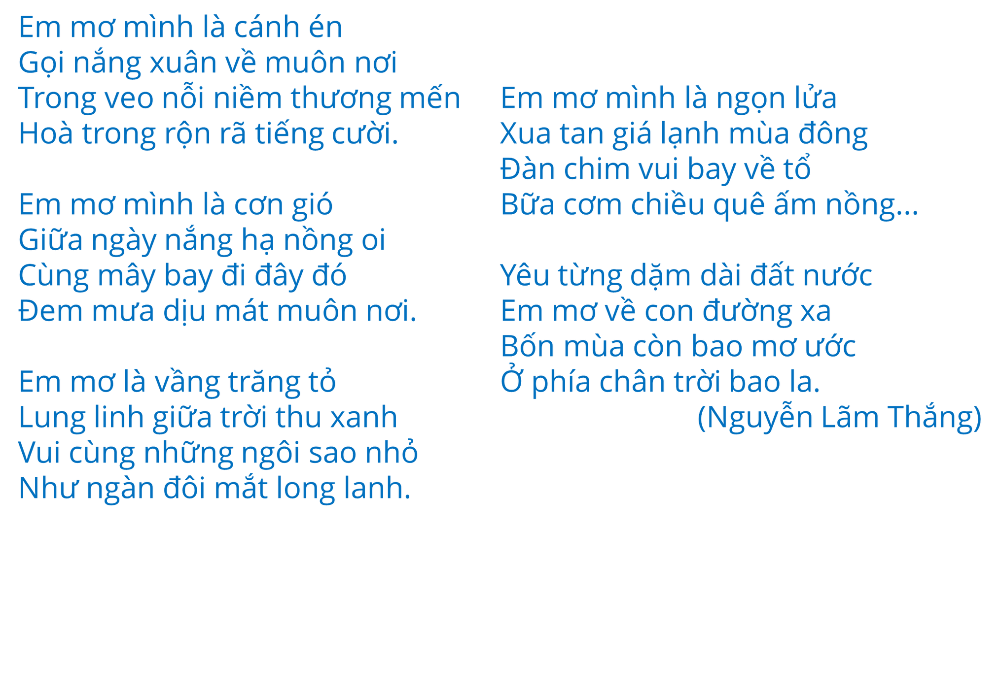 Em mơ mình là cánh én
Gọi nắng xuân về muôn nơi
Trong veo nỗi niềm thương mến
Hoà trong rộn rã tiếng cười.
Em mơ mình là cơn gió
Giữa ngày nắng hạ nồng oi
Cùng mây bay đi đây đó
Đem mưa dịu mát muôn nơi.
Em mơ là vầng trăng tỏ
Lung linh giữa trời thu xanh
Vui cùng những ngôi sao nhỏ
Như ngàn đôi mắt long lanh.
Em mơ mình là ngọn lửa
Xua tan giá lạnh mùa đông
Đàn chim vui bay về tổ
Bữa cơm chiều quê ấm nồng...
Yêu từng dặm dài đất nước
Em mơ về con đường xa
Bốn mùa còn bao mơ ước
Ở phía chân trời bao la.
(Nguyễn Lãm Thắng)